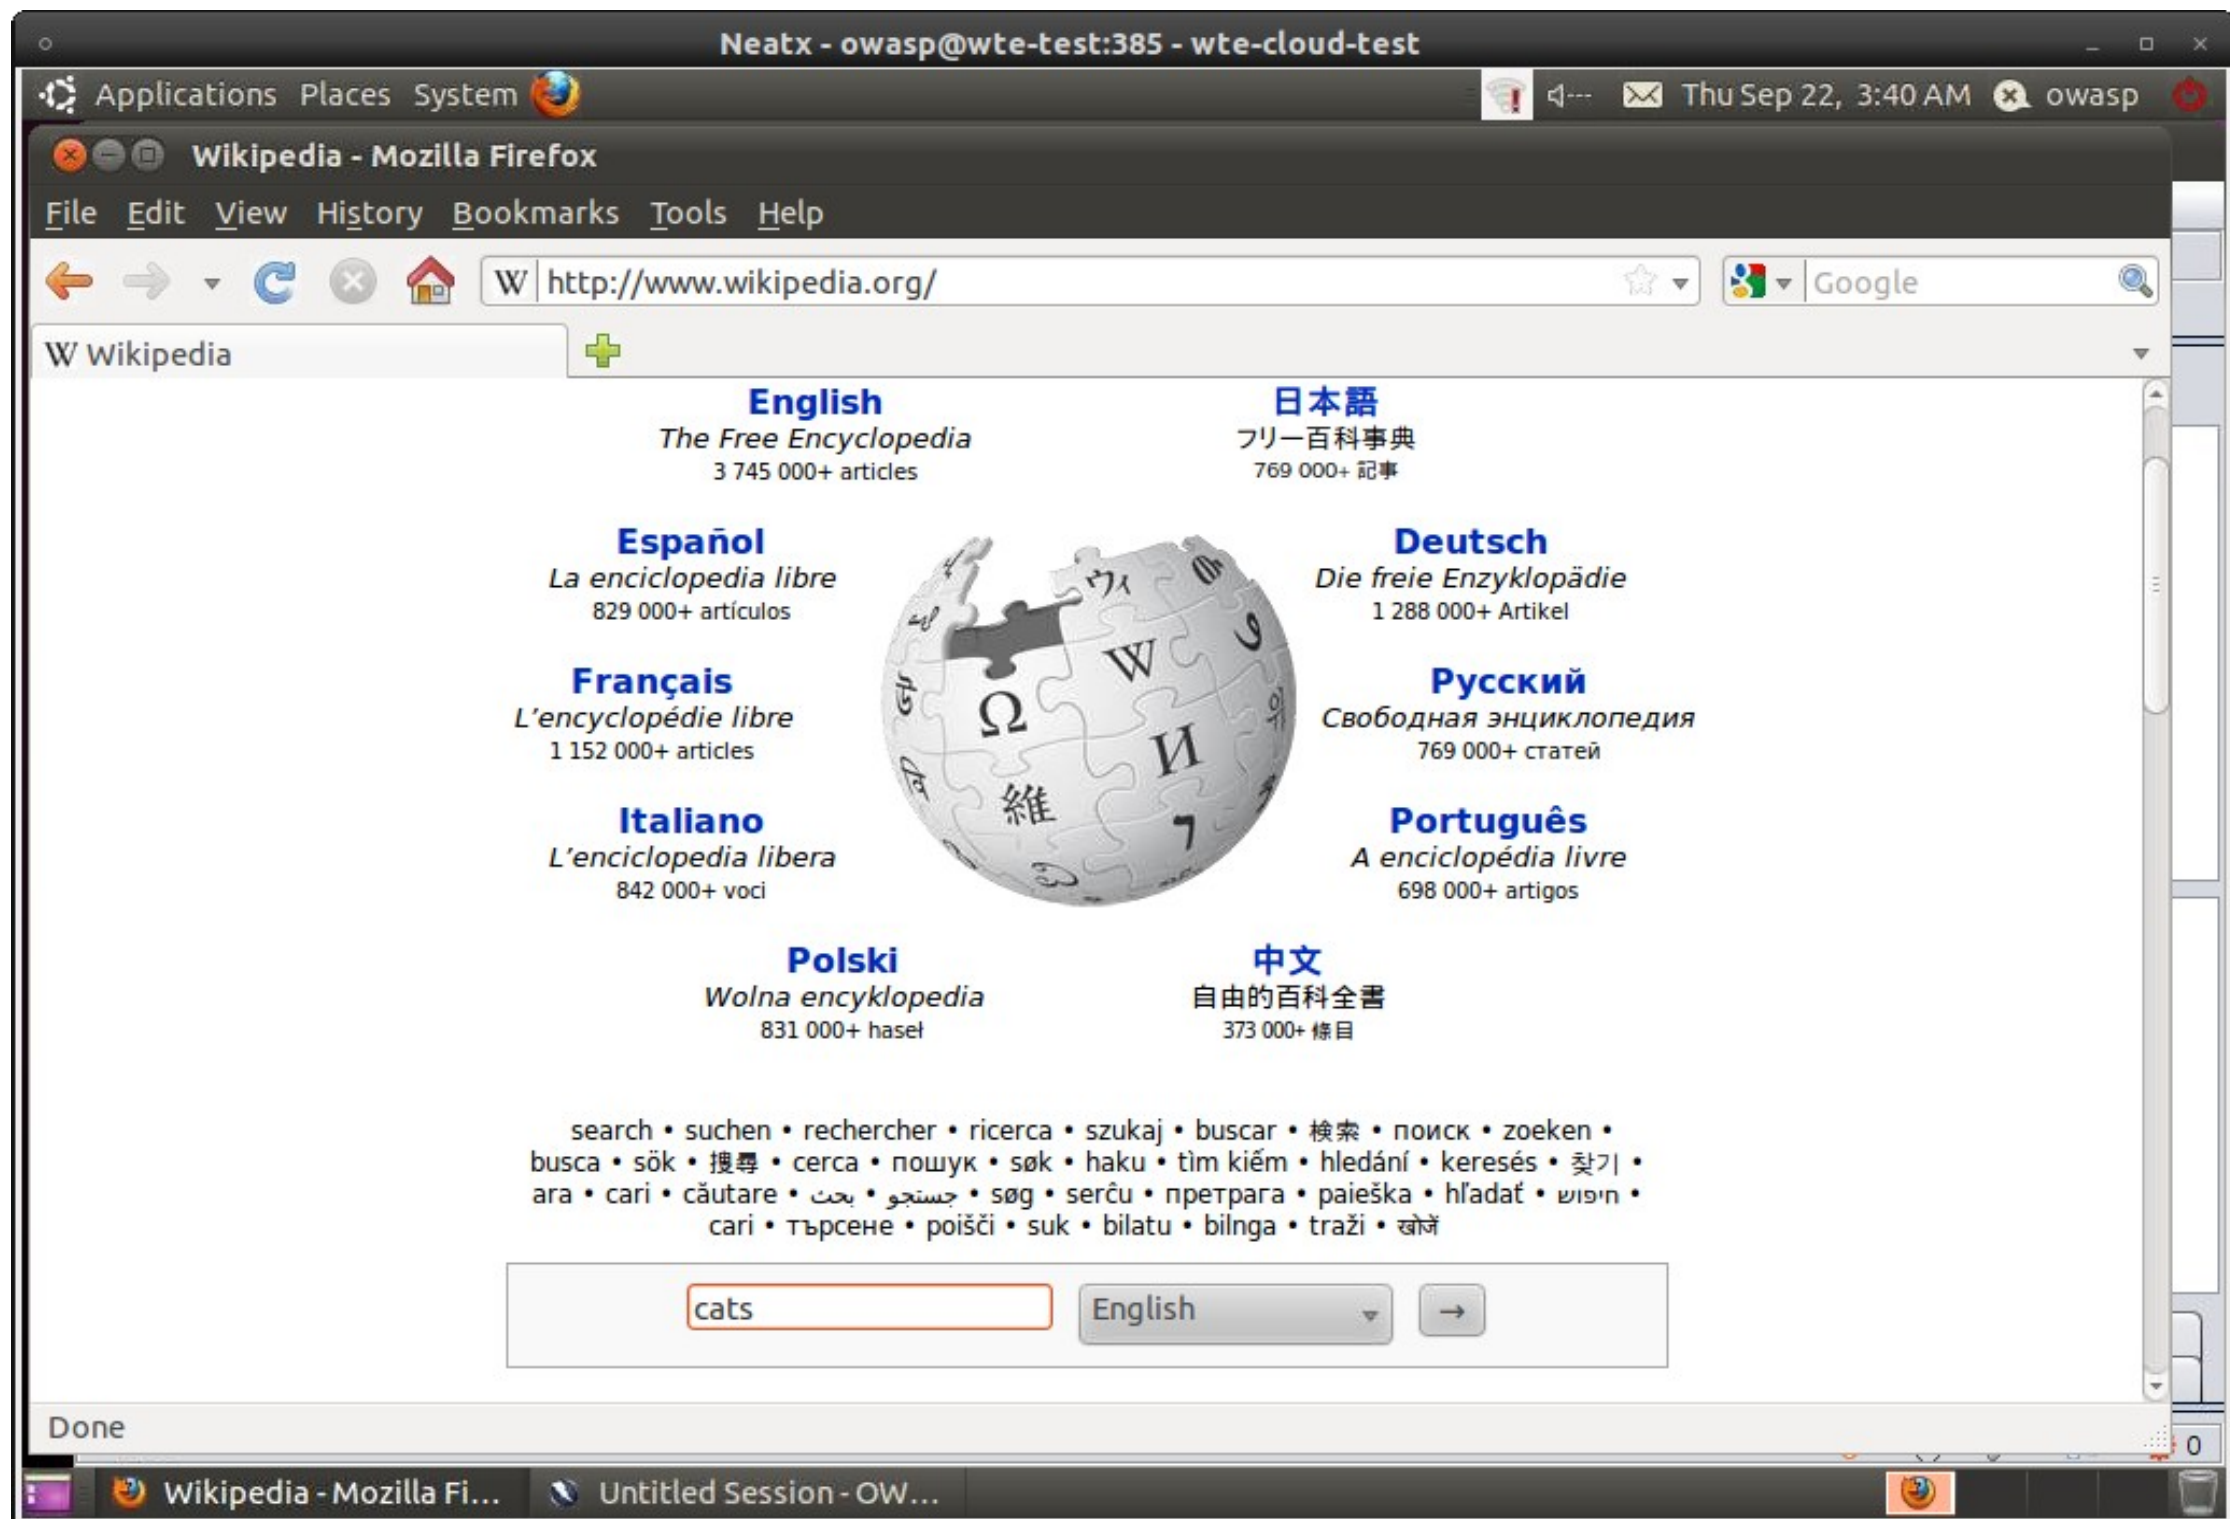 Neatx - owasp@wte-test:385 - wte-cloud-test
Applications Places System Thu Sep 22, 3:40 AM owasp
Wikipedia - Mozilla Firefox
File Edit View History Bookmarks Tools Help
W http://www.wikipedia.org/ Google
W Wikipedia
English 日本語
The Free Encyclopedia フリー百科事典
3 745 000+ articles 769 000+ 記事
Español Deutsch
La enciclopedia libre Die freie Enzyklopädie
829 000+ artículos 1 288 000+ Artikel
Français Русский
L'encyclopédie libre Свободная энциклопедия
1 152 000+ articles 769 000+ статей
Italiano Português
L'enciclopedia libera A enciclopédia livre
842 000+ voci 698 000+ artigos
ウィ
W
Ω
И
維
ר
Polski 中文
Wolna encyklopedia 自由的百科全書
831 000+ haseł 373 000+ 條目
search • suchen • rechercher • ricerca • szukaj • buscar • 検索 • поиск • zoeken •
busca • sök • 搜尋 • cerca • пошук • søk • haku • tìm kiếm • hledání • keresés • 찾기 •
ara • cari • căutare • بحث • جستجو • søg • serĉu • претрага • paieška • hľadať • חיפוש •
cari • търсене • poišči • suk • bilatu • bilnga • traži • खोजें
cats English →
Done
0
Wikipedia - Mozilla Fi... Untitled Session - OW...